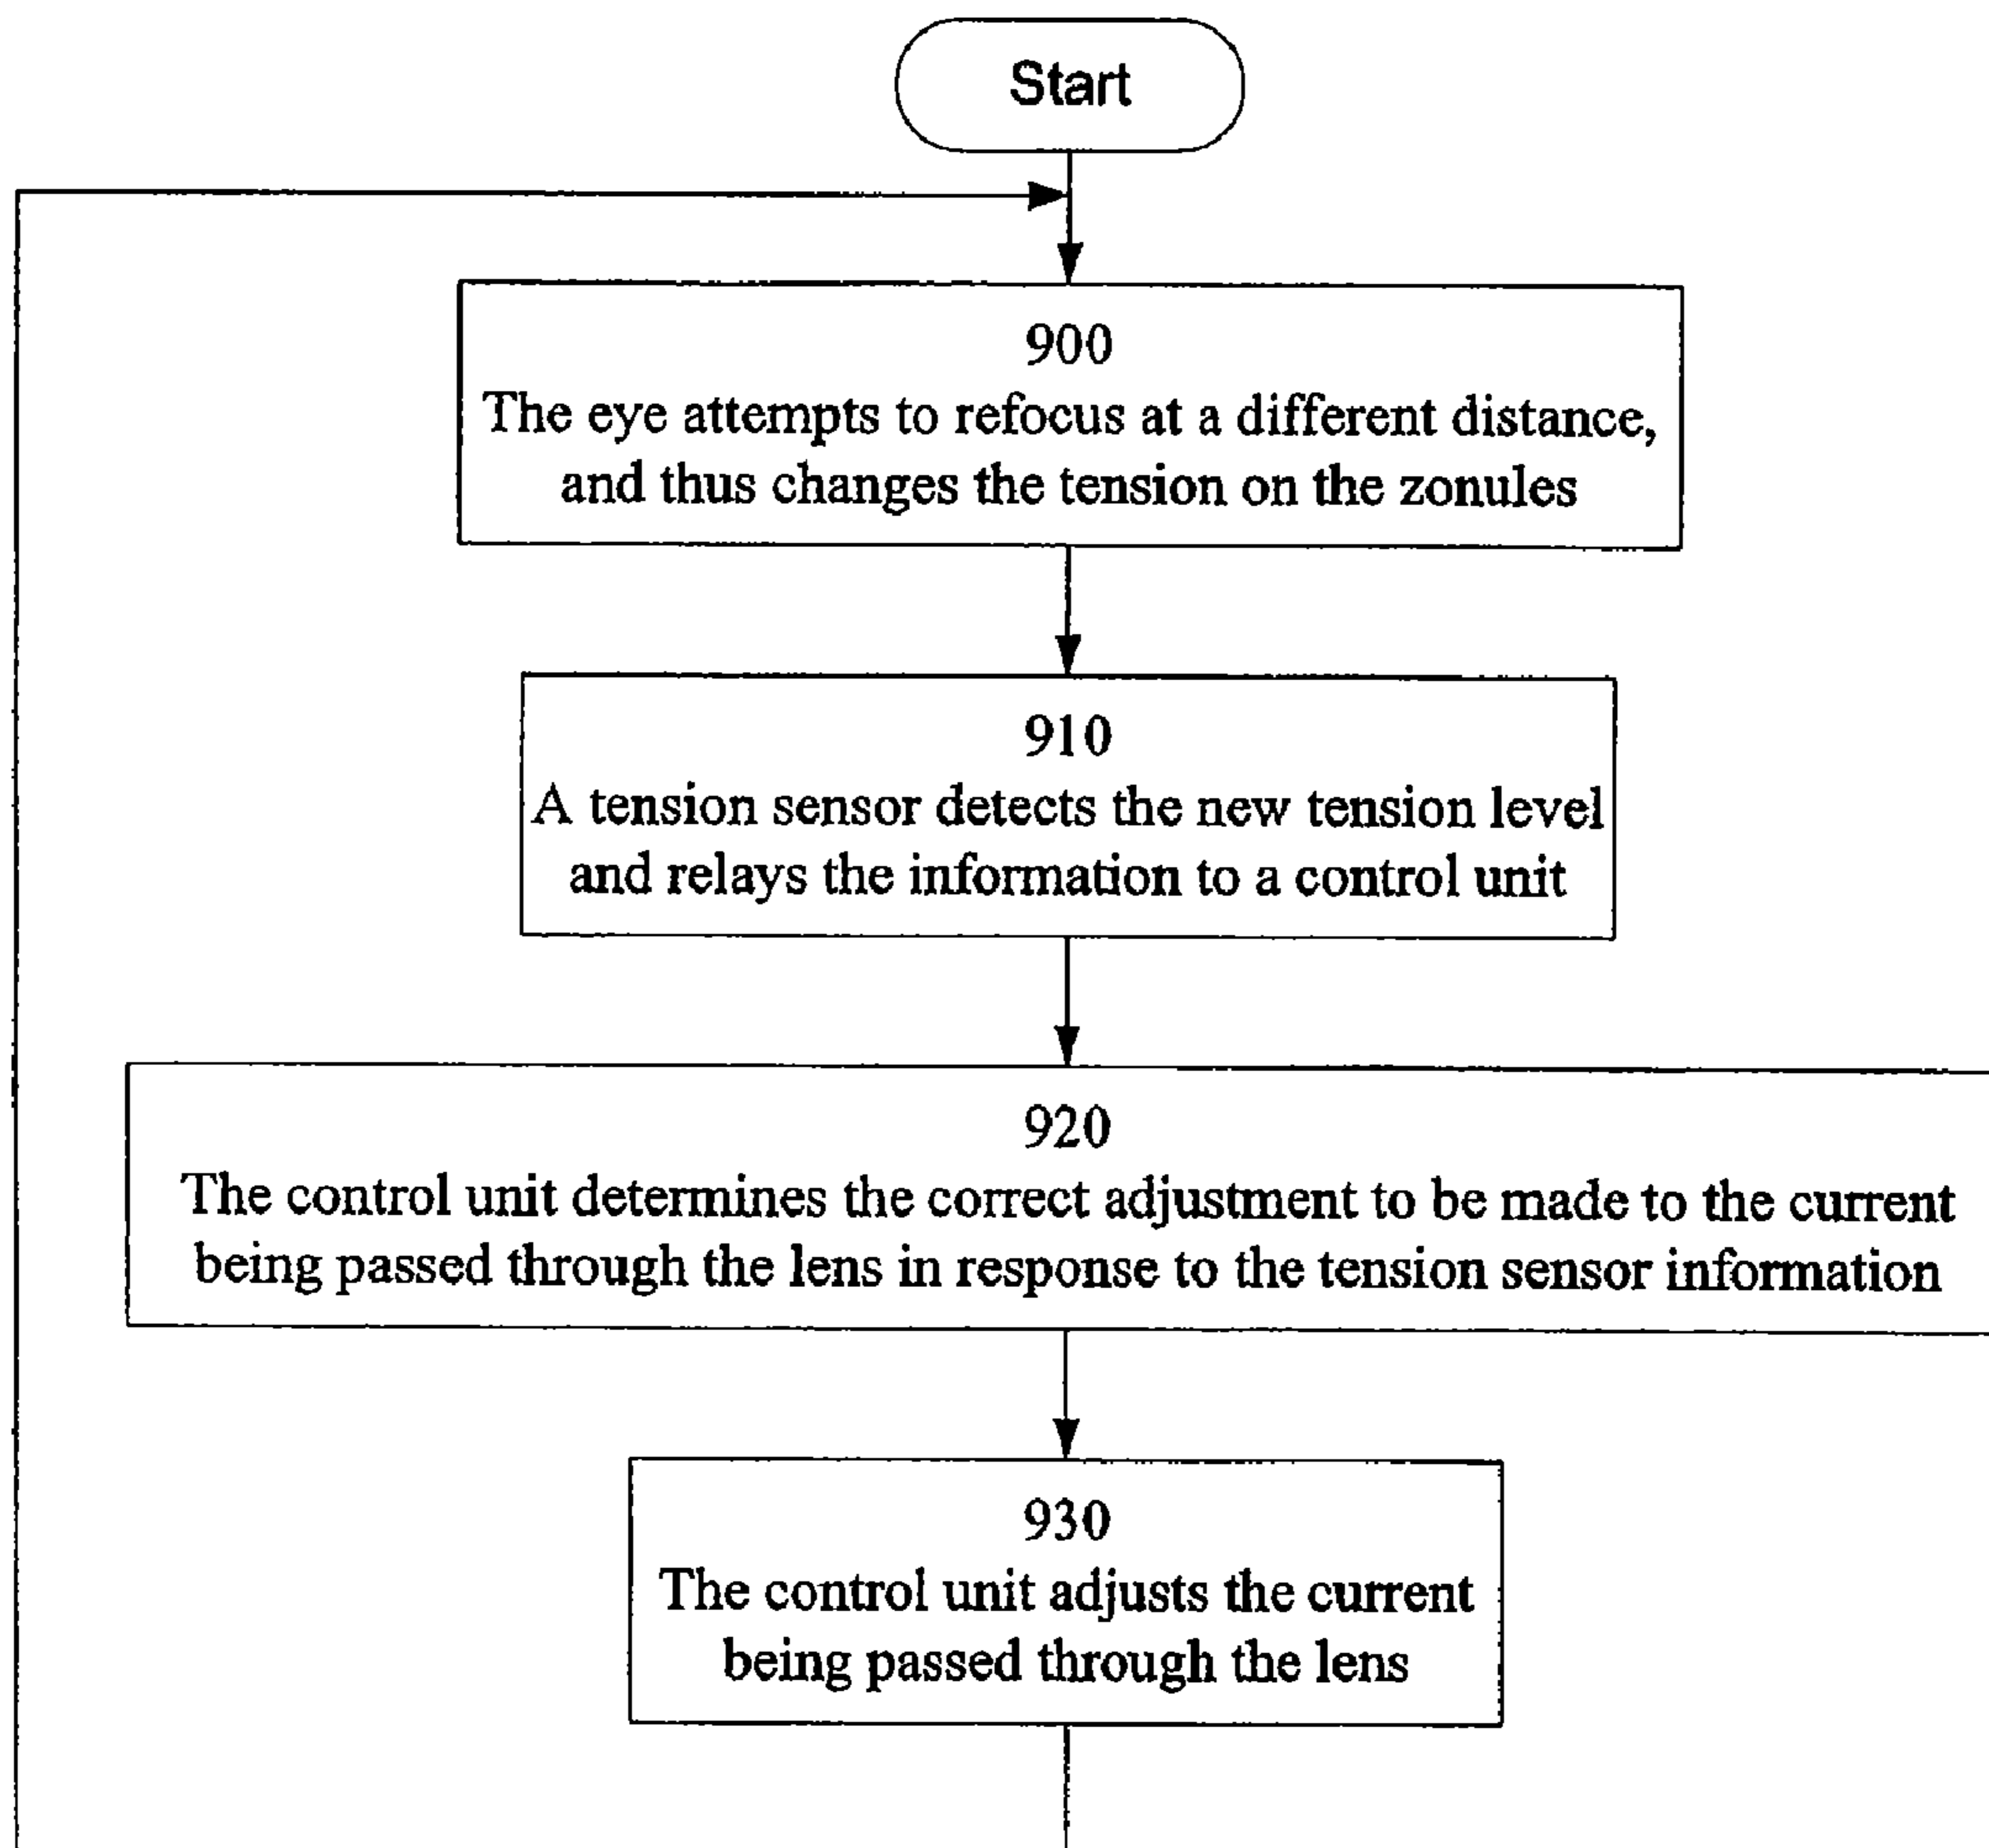 Start
900
The eye attempts to refocus at a different distance,
and thus changes the tension on the zonules
910
A tension sensor detects the new tension level
and relays the information to a control unit
920
The control unit determines the correct adjustment to be made to the current
being passed through the lens in response to the tension sensor information
930
The control unit adjusts the current
being passed through the lens